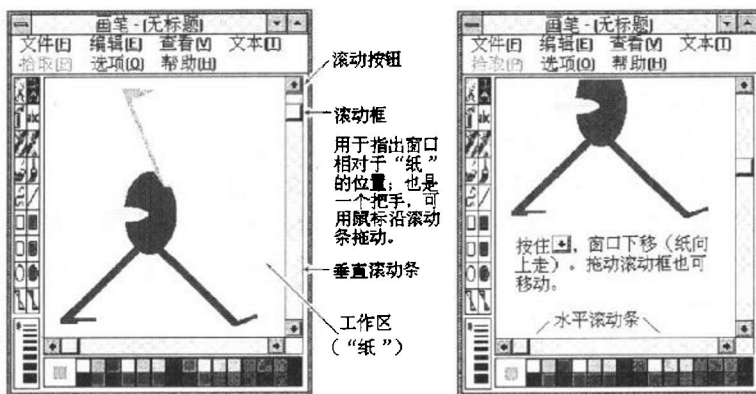 画笔 - (无标题)
文件(F) 编辑(E) 查看(V) 文本(T)
拾取(P) 选项(O) 帮助(H)
abc
滚动按钮
滚动框
用于指出窗口
相对于“纸”
的位置；也是
一个把手，可
用鼠标沿滚动
条拖动。
垂直滚动条
工作区
(“纸”)
画笔 - (无标题)
文件(F) 编辑(E) 查看(V) 文本(T)
拾取(P) 选项(O) 帮助(H)
abc
按住，窗口下移（纸向
上走）。拖动滚动框也可
移动。
水平滚动条